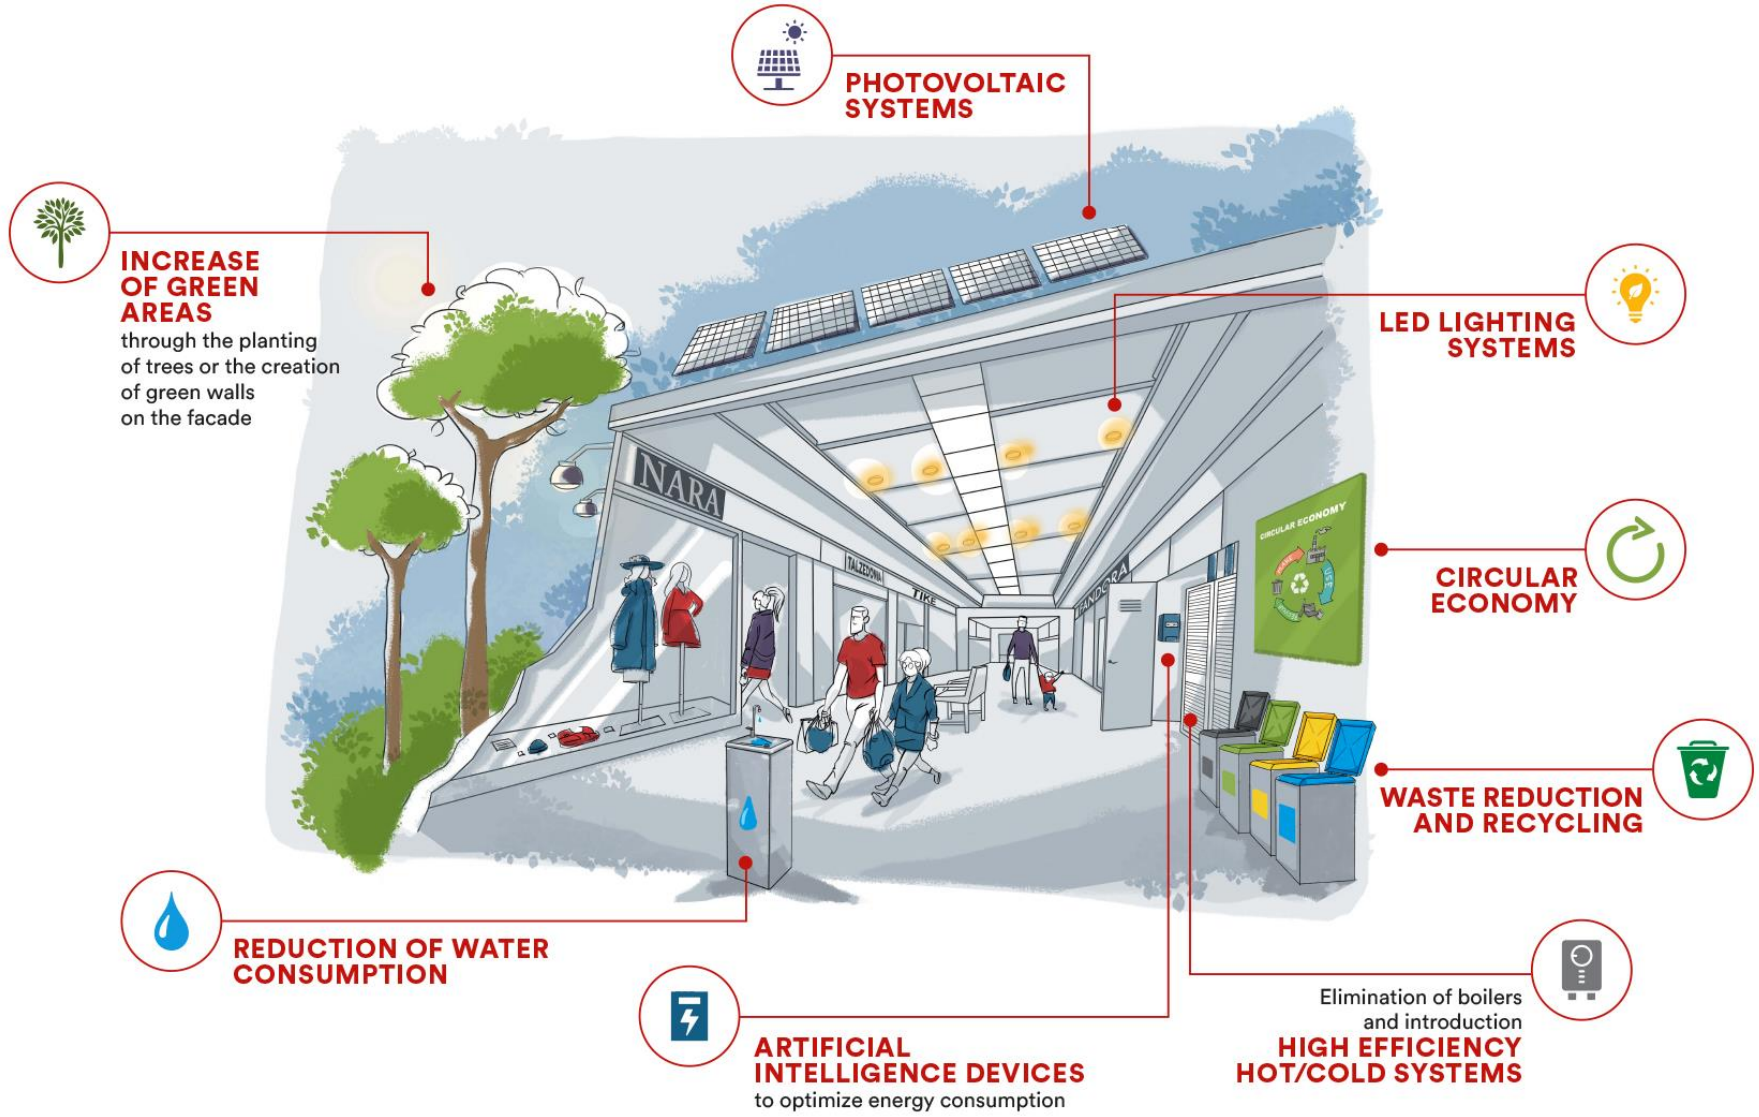 PHOTOVOLTAIC
SYSTEMS
INCREASE
OF GREEN
AREAS
through the planting
of trees or the creation
of green walls
on the facade
LED LIGHTING
SYSTEMS
NARA
TALZEDONIA
TIKE
TANDORA
CIRCULAR ECONOMY
CIRCULAR
ECONOMY
WASTE REDUCTION
AND RECYCLING
REDUCTION OF WATER
CONSUMPTION
Elimination of boilers
and introduction
HIGH EFFICIENCY
HOT/COLD SYSTEMS
ARTIFICIAL
INTELLIGENCE DEVICES
to optimize energy consumption